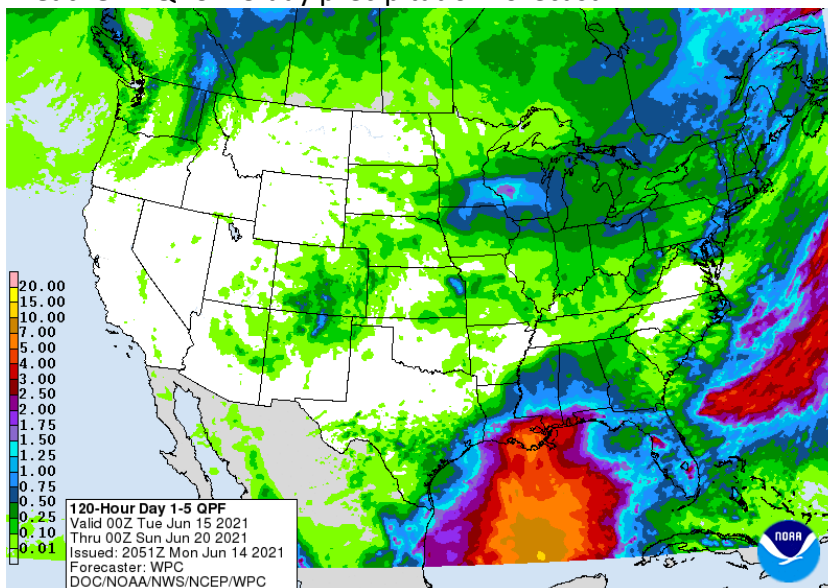 20.00
15.00
10.00
7.00
5.00
4.00
3.00
2.50
2.00
1.75
1.50
1.25
1.00
0.75
0.50
0.25
0.10
0.01
120-Hour Day 1-5 QPF
Valid 00Z Tue Jun 15 2021
Thru 00Z Sun Jun 20 2021
Issued: 2051Z Mon Jun 14 2021
Forecaster: WPC
DOC/NOAA/NWS/NCEP/WPC
NOAA